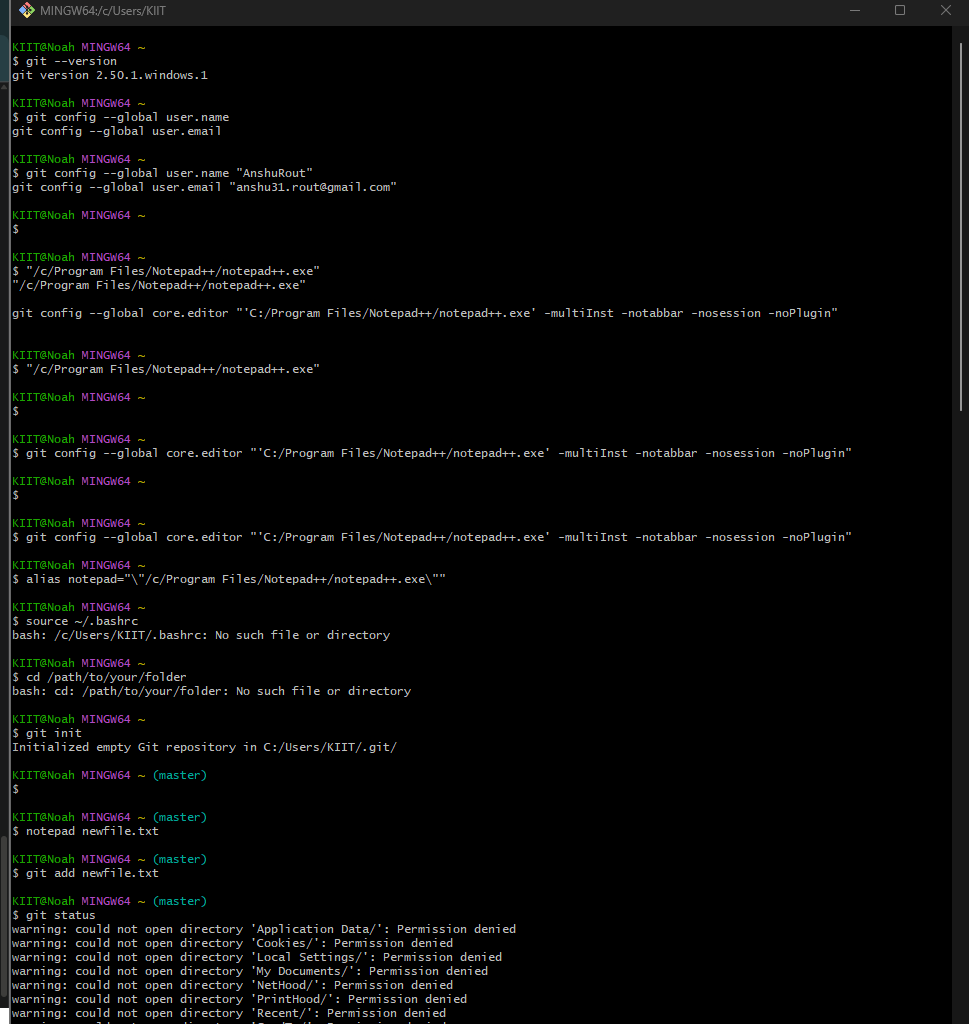 MINGW64:/c/Users/KIIT
KIIT@Noah MINGW64 ~
$ git --version
git version 2.50.1.windows.1
KIIT@Noah MINGW64 ~
$ git config --global user.name
git config --global user.email
KIIT@Noah MINGW64 ~
$ git config --global user.name "AnshuRout"
git config --global user.email "anshu31.rout@gmail.com"
KIIT@Noah MINGW64 ~
$
KIIT@Noah MINGW64 ~
$ "/c/Program Files/Notepad++/notepad++.exe"
"/c/Program Files/Notepad++/notepad++.exe"
git config --global core.editor "'C:/Program Files/Notepad++/notepad++.exe' -multiInst -notabbar -nosession -noPlugin"
KIIT@Noah MINGW64 ~
$ "/c/Program Files/Notepad++/notepad++.exe"
KIIT@Noah MINGW64 ~
$
KIIT@Noah MINGW64 ~
$ git config --global core.editor "'C:/Program Files/Notepad++/notepad++.exe' -multiInst -notabbar -nosession -noPlugin"
KIIT@Noah MINGW64 ~
$
KIIT@Noah MINGW64 ~
$ git config --global core.editor "'C:/Program Files/Notepad++/notepad++.exe' -multiInst -notabbar -nosession -noPlugin"
KIIT@Noah MINGW64 ~
$ alias notepad="\"/c/Program Files/Notepad++/notepad++.exe\""
KIIT@Noah MINGW64 ~
$ source ~/.bashrc
bash: /c/Users/KIIT/.bashrc: No such file or directory
KIIT@Noah MINGW64 ~
$ cd /path/to/your/folder
bash: cd: /path/to/your/folder: No such file or directory
KIIT@Noah MINGW64 ~
$ git init
Initialized empty Git repository in C:/Users/KIIT/.git/
KIIT@Noah MINGW64 ~ (master)
$
KIIT@Noah MINGW64 ~ (master)
$ notepad newfile.txt
KIIT@Noah MINGW64 ~ (master)
$ git add newfile.txt
KIIT@Noah MINGW64 ~ (master)
$ git status
warning: could not open directory 'Application Data/': Permission denied
warning: could not open directory 'Cookies/': Permission denied
warning: could not open directory 'Local Settings/': Permission denied
warning: could not open directory 'My Documents/': Permission denied
warning: could not open directory 'NetHood/': Permission denied
warning: could not open directory 'PrintHood/': Permission denied
warning: could not open directory 'Recent/': Permission denied